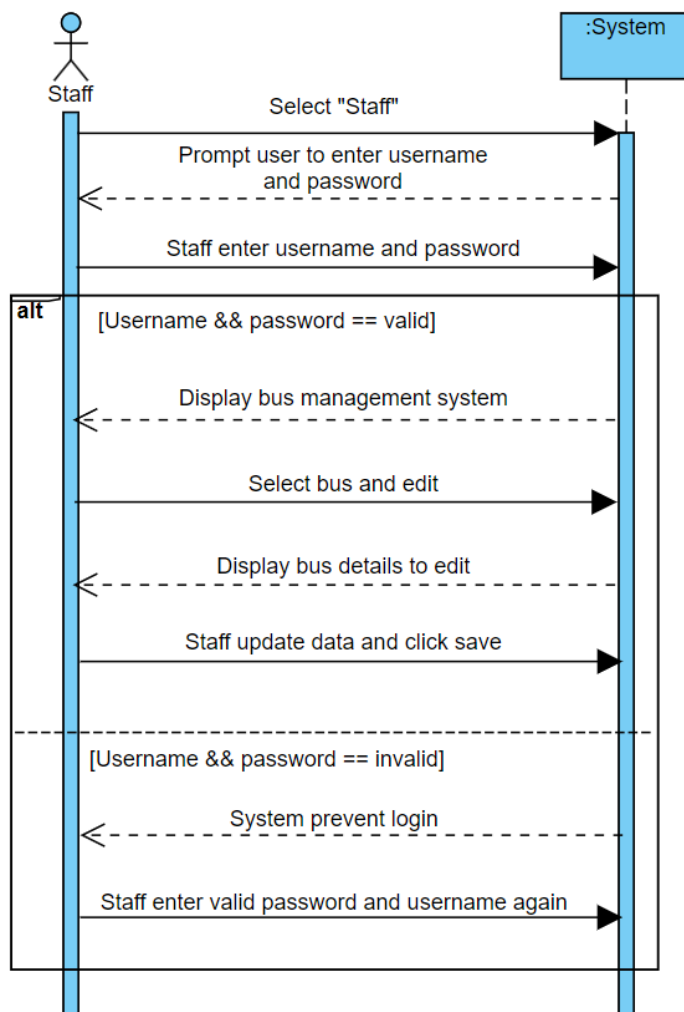 :System
Staff
Select "Staff"
Prompt user to enter username
and password
Staff enter username and password
alt
[Username && password == valid]
Display bus management system
Select bus and edit
Display bus details to edit
Staff update data and click save
[Username && password == invalid]
System prevent login
Staff enter valid password and username again